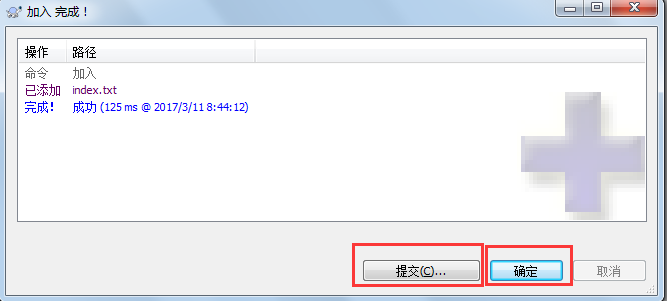 加入 完成！
操作 路径
命令 加入
已添加 index.txt
完成! 成功 (125 ms @ 2017/3/11 8:44:12)
提交(C)... 确定 取消